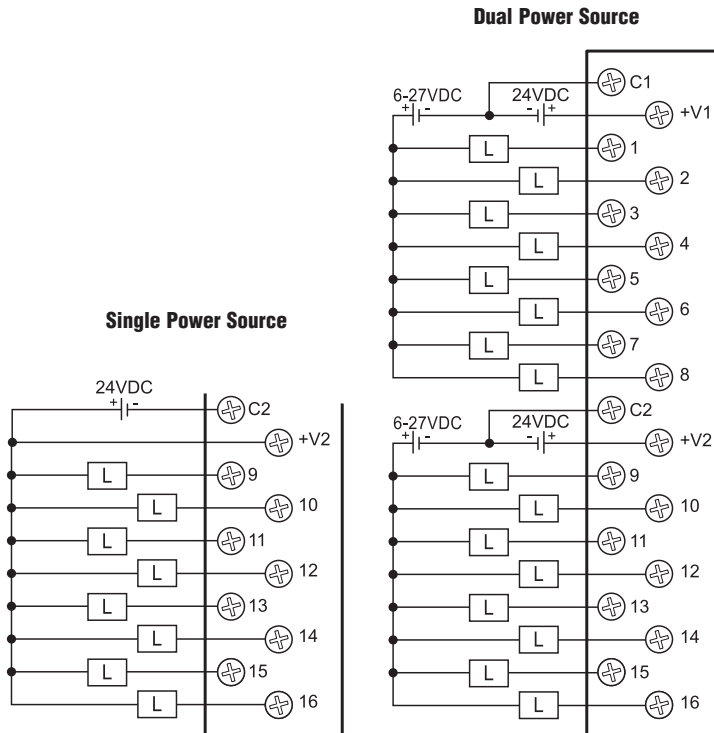 Dual Power Source
C1
6-27VDC 24VDC
+ - - + +V1
L 1
L 2
L 3
L 4
L 5
L 6
L 7
L 8
C2
6-27VDC 24VDC
+ - - + +V2
L 9
L 10
L 11
L 12
L 13
L 14
L 15
L 16
Single Power Source
24VDC
+ - C2
+V2
L 9
L 10
L 11
L 12
L 13
L 14
L 15
L 16